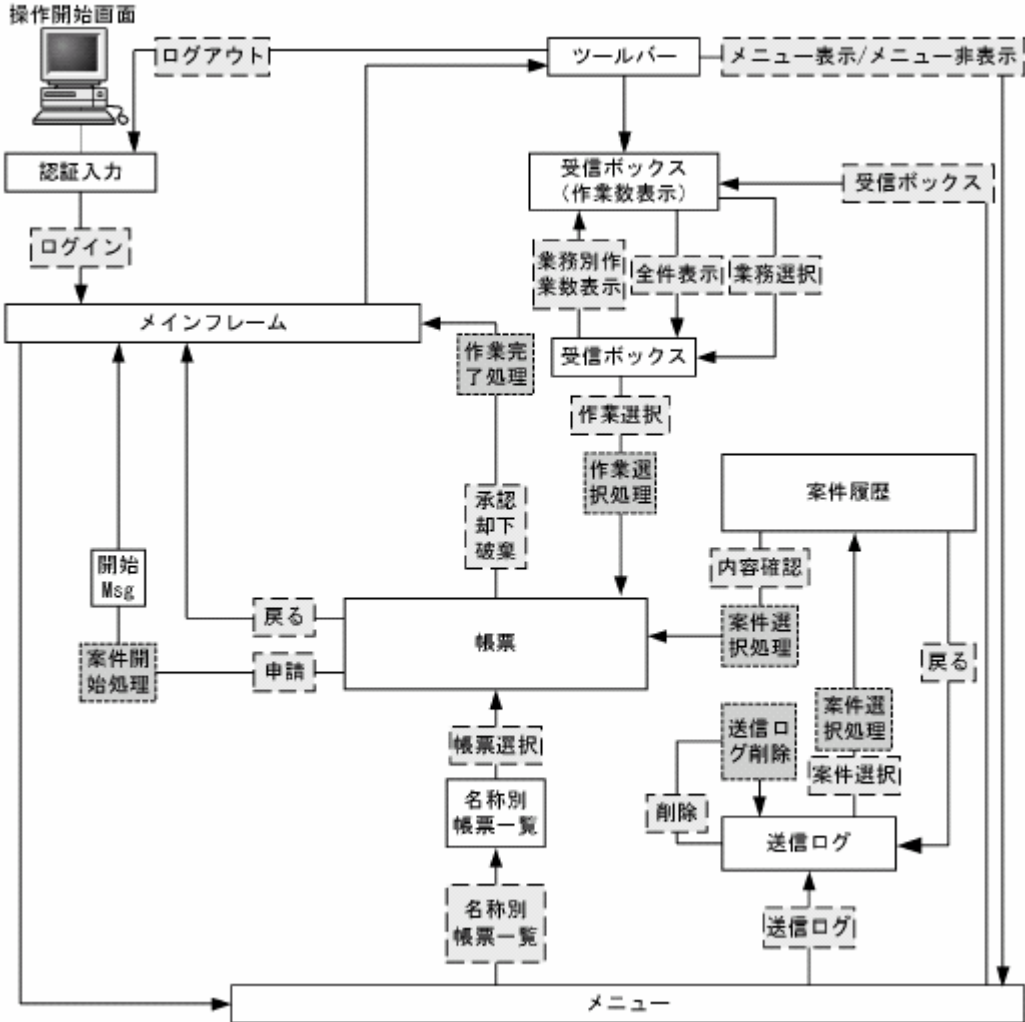 操作開始画面
ログアウト
ツールバー
メニュー表示/メニュー非表示
認証入力
受信ボックス
(作業数表示)
受信ボックス
ログイン
業務別作
業数表示
全件表示
業務選択
メインフレーム
作業完
了処理
受信ボックス
作業選択
作業選
択処理
案件履歴
承認
却下
破棄
開始
Msg
内容確認
戻る
帳票
案件選
択処理
案件開
始処理
申請
戻る
帳票選択
送信ロ
グ削除
案件選
択処理
案件選択
名称別
帳票一覧
削除
送信ログ
名称別
帳票一覧
送信ログ
メニュー